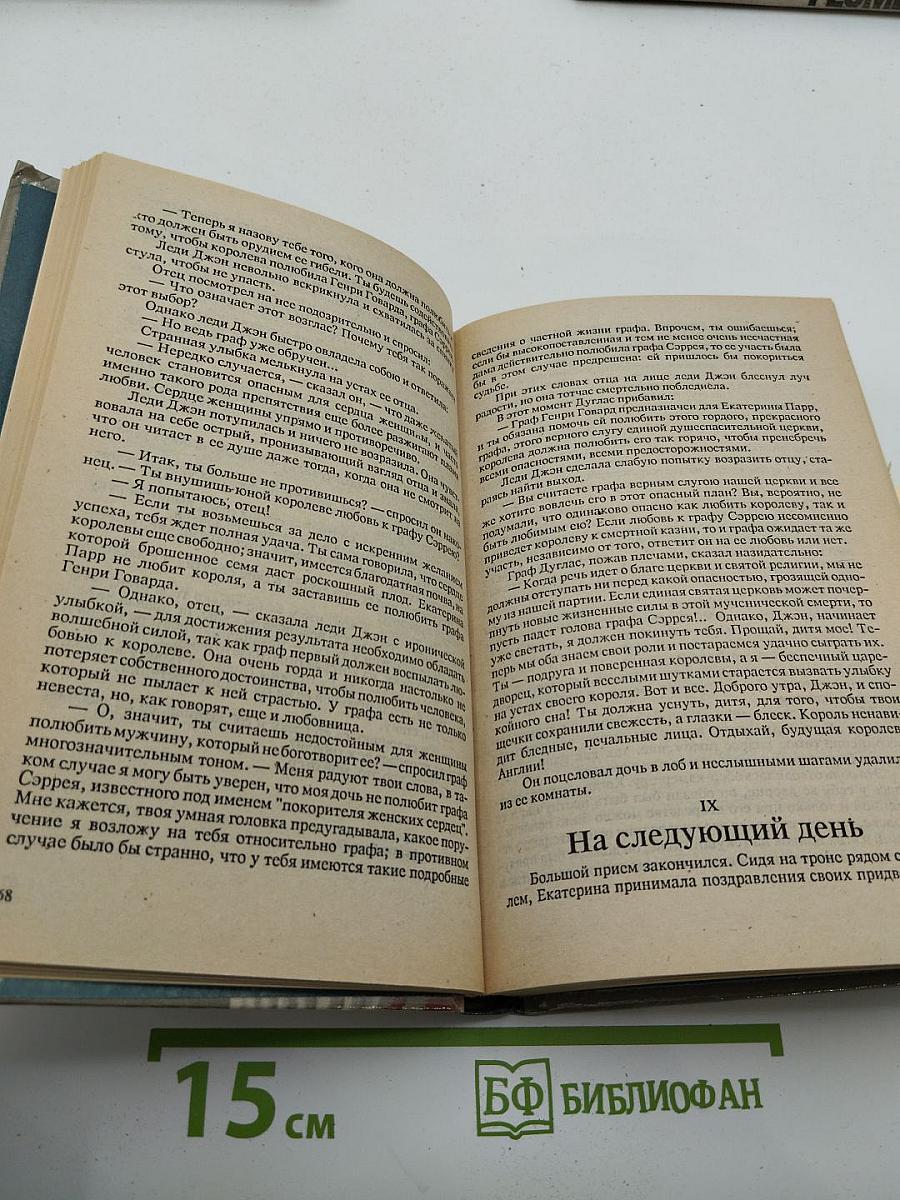 — Теперь я назову тебе того, кого она должна полюбить
кто должен быть орудием ее гибели. Ты будешь содействовать
тому, чтобы королева полюбила Генри Говарда, графа Сэррея.
Леди Джэн невольно вскрикнула и схватилась за спинку
стула, чтобы не упасть.
Отец посмотрел на нее подозрительно и спросил:
— Что означает этот возглас? Почему тебя так поражает
этот выбор?
Однако леди Джэн быстро овладела собою и ответила:
— Но ведь граф уже обручен...
Странная улыбка мелькнула на устах ее отца.
— Нередко случается, — сказал он, — что даже женатый
человек становится опасным для сердца женщины, и часто
именно такого рода препятствия еще более разжигают пламя
любви. Сердце женщины упрямо и противоречиво.
Леди Джэн потупилась и ничего не возразила. Она чувст-
вовала на себе острый, пронизывающий взгляд отца и знала,
что он читает в ее душе даже тогда, когда она не смотрит на
него.
— Итак, ты больше не противишься? — спросил он нако-
нец. — Ты внушишь юной королеве любовь к графу Сэррею?
— Я попытаюсь, отец!
— Если ты возьмешься за дело с искренним желанием
успеха, тебя ждет полная удача. Ты сама говорила, что сердце
королевы еще свободно; значит, имеется благодатная почва, на
которой брошенное семя даст роскошный плод. Екатерина
Парр не любит короля, а ты заставишь ее полюбить графа
Генри Говарда.
— Однако, отец, — сказала леди Джэн с иронической
улыбкой, — для достижения результата необходимо обладать
волшебной силой, так как граф первый должен воспылать лю-
бовью к королеве. Она очень горда и никогда настолько не
потеряет собственного достоинства, чтобы полюбить человека,
который не пылает к ней страстью. У графа есть не только
невеста, но, как говорят, еще и любовница.
— О, значит, ты считаешь недостойным для женщины
полюбить мужчину, который не боготворит ее? — спросил граф
многозначительным тоном. — Меня радуют твои слова, в та-
ком случае я могу быть уверен, что моя дочь не полюбит графа
Сэррея, известного под именем "покорителя женских сердец".
Мне кажется, твоя умная головка предугадывала, какое пору-
чение я возложу на тебя относительно графа; в противном
случае было бы странно, что у тебя имеются такие подробные
68
сведения о частной жизни графа. Впрочем, ты ошибаешься;
если бы высокопоставленная и тем не менее очень несчастная
дама действительно полюбила графа Сэррея, то ее участь была
бы в этом случае предрешена: ей пришлось бы покориться
судьбе.
При этих словах отца на лице леди Джэн блеснул луч
радости, но она тотчас смертельно побледнела.
В этот момент Дуглас прибавил:
— Граф Генри Говард предназначен для Екатерины Парр,
и ты обязана помочь ей полюбить этого гордого, прекрасного
графа, этого верного слугу единой душеспасительной церкви,
королева должна полюбить его так горячо, чтобы пренебречь
всеми опасностями, всеми предосторожностями.
Леди Джэн сделала слабую попытку возразить отцу, ста-
раясь найти выход.
— Вы считаете графа верным слугою нашей церкви и все
же хотите вовлечь его в этот опасный план? Вы, вероятно, не
подумали, что одинаково опасно как любить королеву, так и
быть любимым ею? Если любовь к графу Сэррею несомненно
приведет королеву к смертной казни, то и графа ожидает та же
участь, независимо от того, ответит он на ее любовь или нет.
Граф Дуглас, пожав плечами, сказал назидательно:
— Когда речь идет о благе церкви и святой религии, мы не
должны отступать ни перед какой опасностью, грозящей одно-
му из нашей партии. Если единая святая церковь может почер-
пнуть новые жизненные силы в этой мученической смерти, то
пусть падет голова графа Сэррея!.. Однако, Джэн, начинает
уже светать, я должен покинуть тебя. Прощай, дитя мое! Те-
перь мы оба знаем свои роли и постараемся удачно сыграть их.
Ты — подруга и поверенная королевы, а я — беспечный царе-
дворец, который веселыми шутками старается вызвать улыбку
на устах своего короля. Вот и все. Доброго утра, Джэн, и спо-
койного сна! Ты должна уснуть, дитя, для того, чтобы твои
щечки сохранили свежесть, а глазки — блеск. Король ненави-
дит бледные, печальные лица. Отдыхай, будущая королева
Англии!
Он поцеловал дочь в лоб и неслышными шагами удалил
из ее комнаты.
IX
На следующий день
Большой прием закончился. Сидя на троне рядом с
лем, Екатерина принимала поздравления своих придв
15 см
БФ БИБЛИОФАН